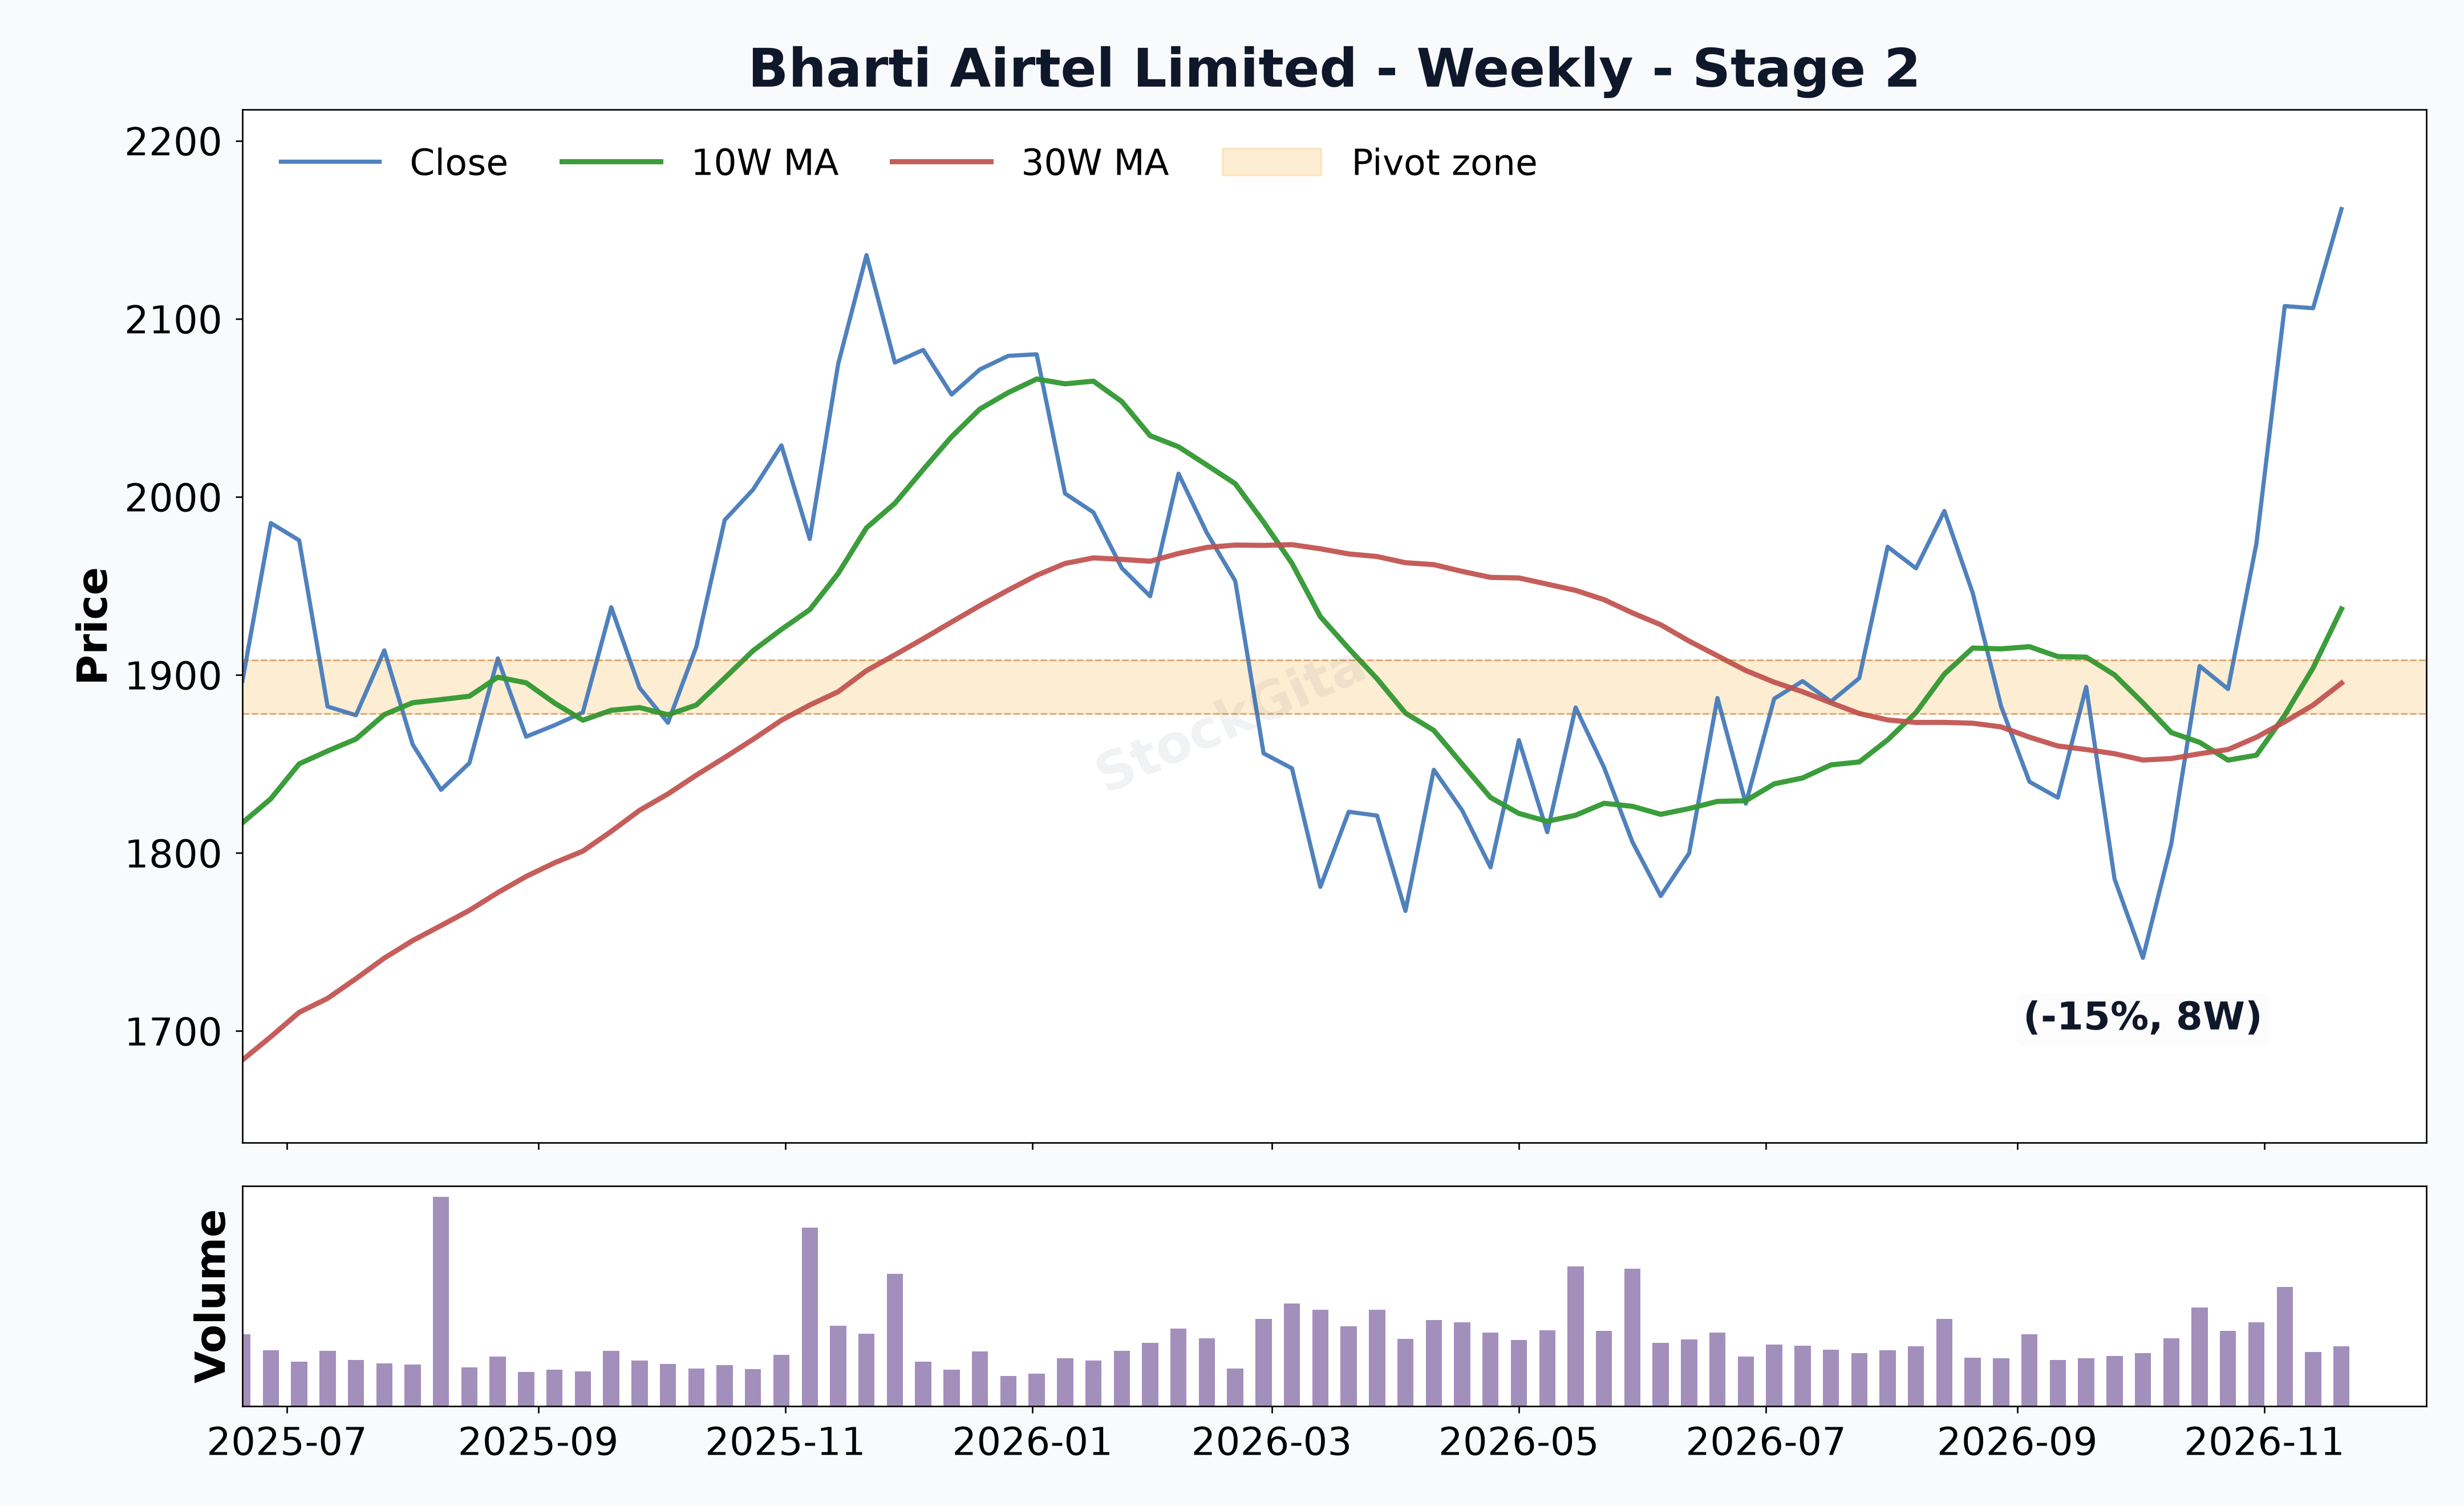 Bharti Airtel Limited - Weekly - Stage 2
Close 10W MA 30W MA Pivot zone
2200
2100
2000
1900
1800
1700
Price
StockGita
(-15%, 8W)
Volume
2025-07 2025-09 2025-11 2026-01 2026-03 2026-05 2026-07 2026-09 2026-11